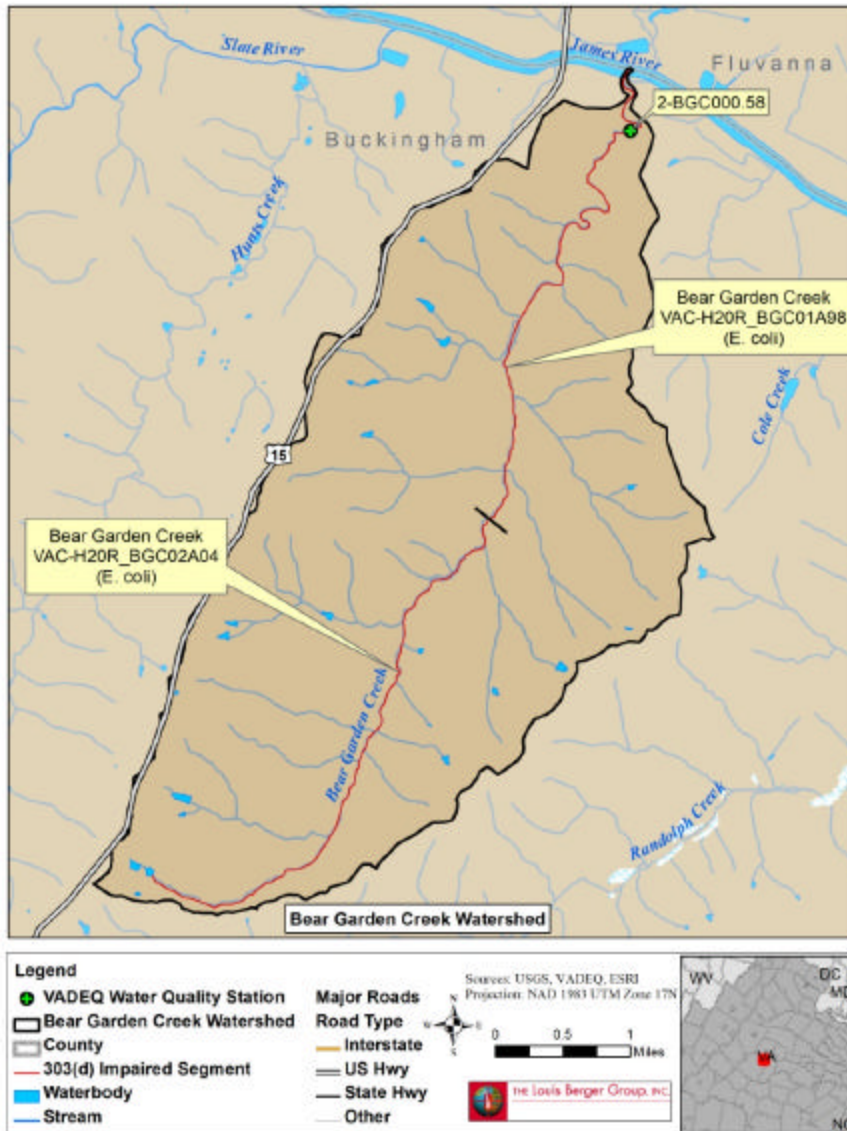 Slate River
James River
Fluvanna
2-BGC000.58
Buckingham
Hunts Creek
Bear Garden Creek
VAC-H20R_BGC01A98
(E. coli)
Cole Creek
15
Bear Garden Creek
VAC-H20R_BGC02A04
(E. coli)
Bear Garden Creek
Randolph Creek
Bear Garden Creek Watershed
Legend
VADEQ Water Quality Station
Bear Garden Creek Watershed
County
303(d) Impaired Segment
Waterbody
Stream
Major Roads
Road Type
Interstate
US Hwy
State Hwy
Other
Sources: USGS, VADEQ, ESRI
Projection: NAD 1983 UTM Zone 17N
N
W E
S
0 0.5 1
Miles
THE Louis Berger Group, INC.
WV
DC
MD
VA
NC